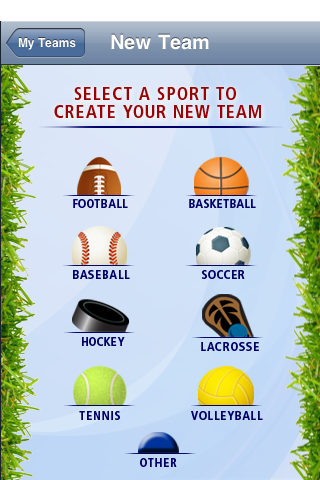 My Teams
New Team
SELECT A SPORT TO
CREATE YOUR NEW TEAM
FOOTBALL
BASKETBALL
BASEBALL
SOCCER
HOCKEY
LACROSSE
TENNIS
VOLLEYBALL
OTHER